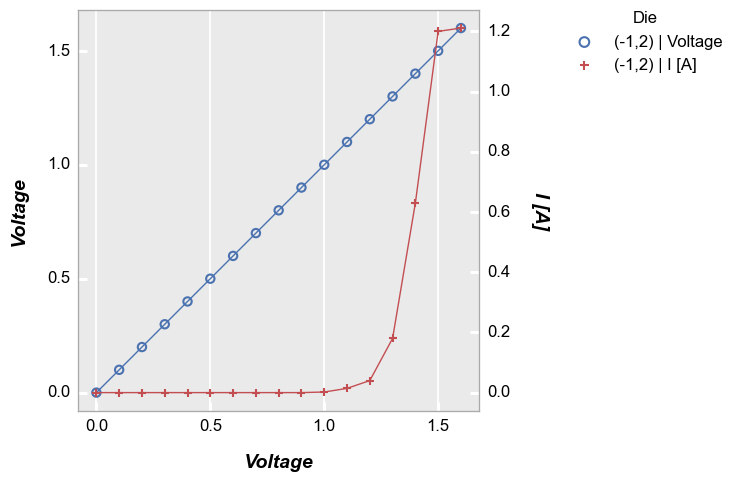 Die
(-1,2) | Voltage
(-1,2) | I [A]
Voltage
1.5
1.0
0.5
0.0
1.2
1.0
0.8
0.6
0.4
0.2
0.0
I [A]
0.0
0.5
1.0
1.5
Voltage